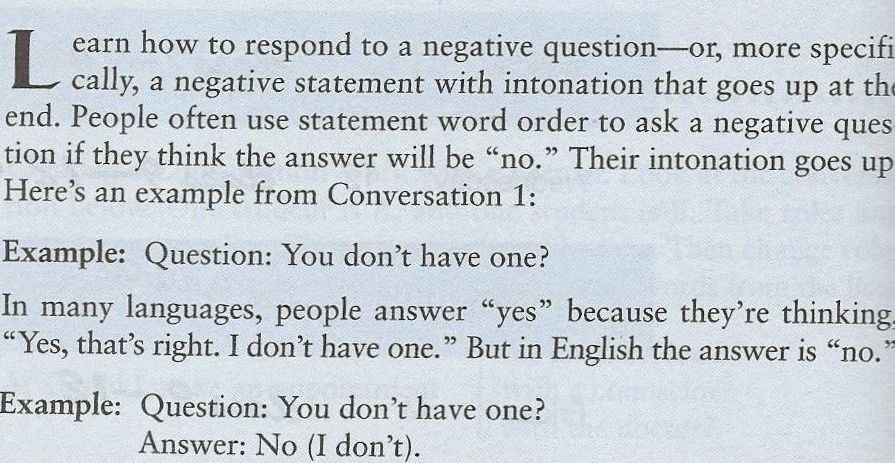 Learn how to respond to a negative question—or, more specifi
cally, a negative statement with intonation that goes up at the
end. People often use statement word order to ask a negative ques
tion if they think the answer will be “no.” Their intonation goes up
Here’s an example from Conversation 1:
Example: Question: You don’t have one?
In many languages, people answer “yes” because they’re thinking,
“Yes, that’s right. I don’t have one.” But in English the answer is “no.”
Example: Question: You don’t have one?
Answer: No (I don’t).